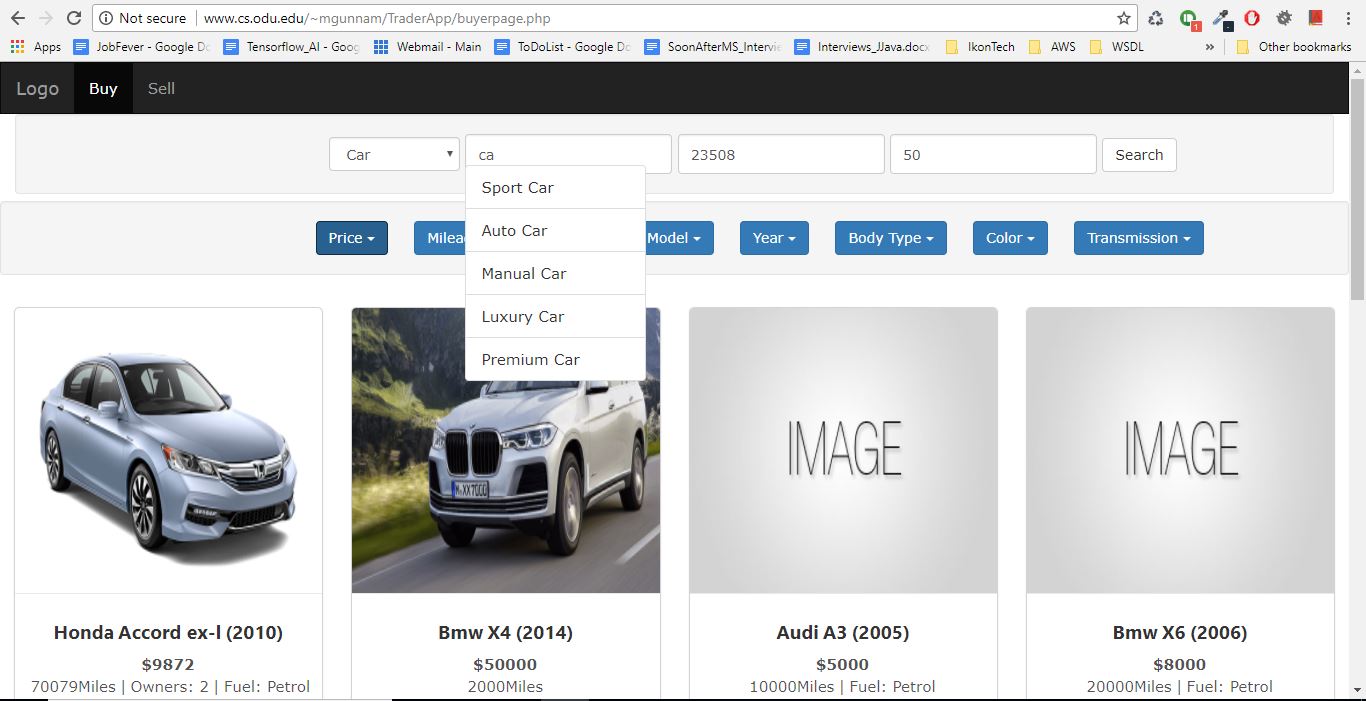 Not secure | www.cs.odu.edu/~mgunnam/TraderApp/buyerpage.php
Apps JobFever - Google Do Tensorflow_AI - Goog Webmail - Main ToDoList - Google Do SoonAfterMS_Intervie Interviews_JJava.docx IkonTech AWS WSDL » Other bookmarks
Logo Buy Sell
Car ca 23508 50 Search
Sport Car
Auto Car
Manual Car
Luxury Car
Premium Car
Price Milea Model Year Body Type Color Transmission
M·XX7000
IMAGE IMAGE
Honda Accord ex-l (2010) Bmw X4 (2014) Audi A3 (2005) Bmw X6 (2006)
$9872 $50000 $5000 $8000
70079Miles | Owners: 2 | Fuel: Petrol 2000Miles 10000Miles | Fuel: Petrol 20000Miles | Fuel: Petrol